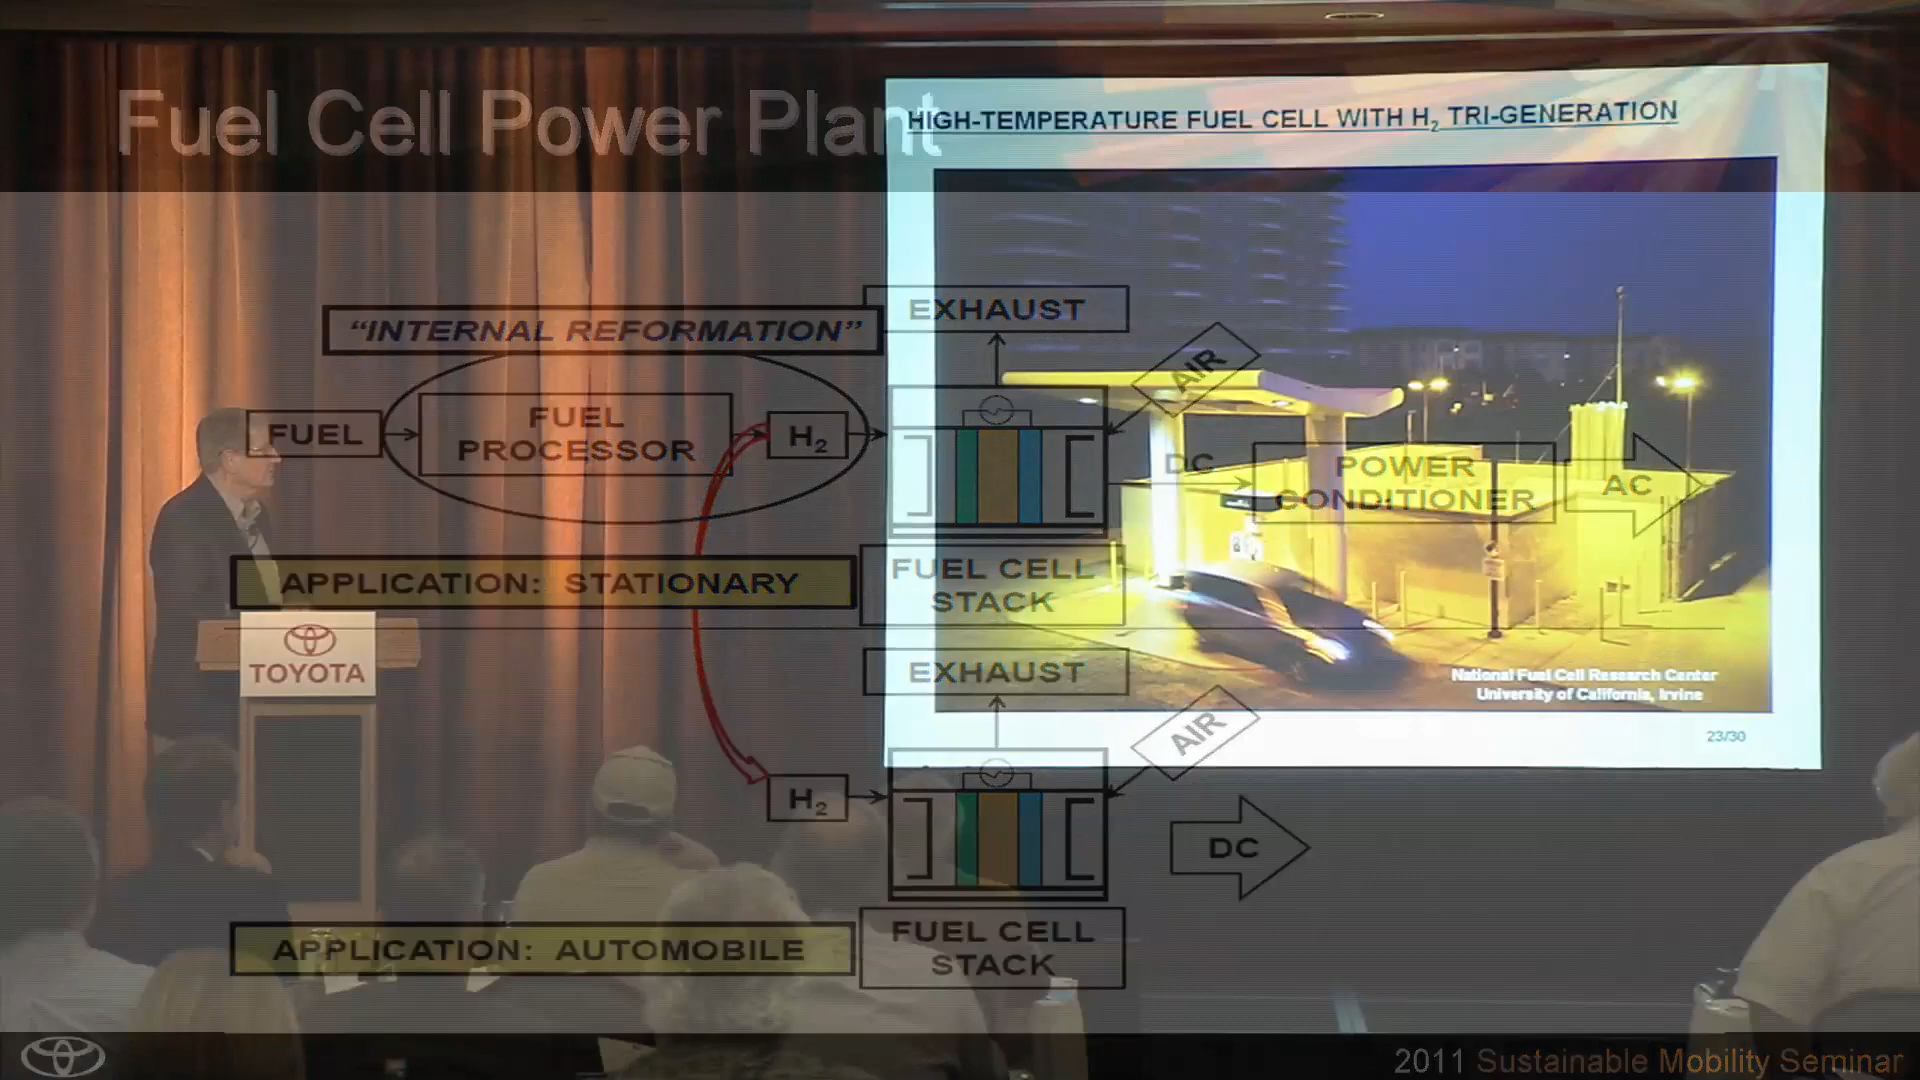 Fuel Cell Power Plant
HIGH-TEMPERATURE FUEL CELL WITH H2 TRI-GENERATION
"INTERNAL REFORMATION"
EXHAUST
AIR
FUEL
FUEL
PROCESSOR
H2
DC
POWER
CONDITIONER
AC
APPLICATION: STATIONARY
FUEL CELL
STACK
TOYOTA
EXHAUST
AIR
National Fuel Cell Research Center
University of California, Irvine
23/30
H2
DC
APPLICATION: AUTOMOBILE
FUEL CELL
STACK
2011 Sustainable Mobility Seminar